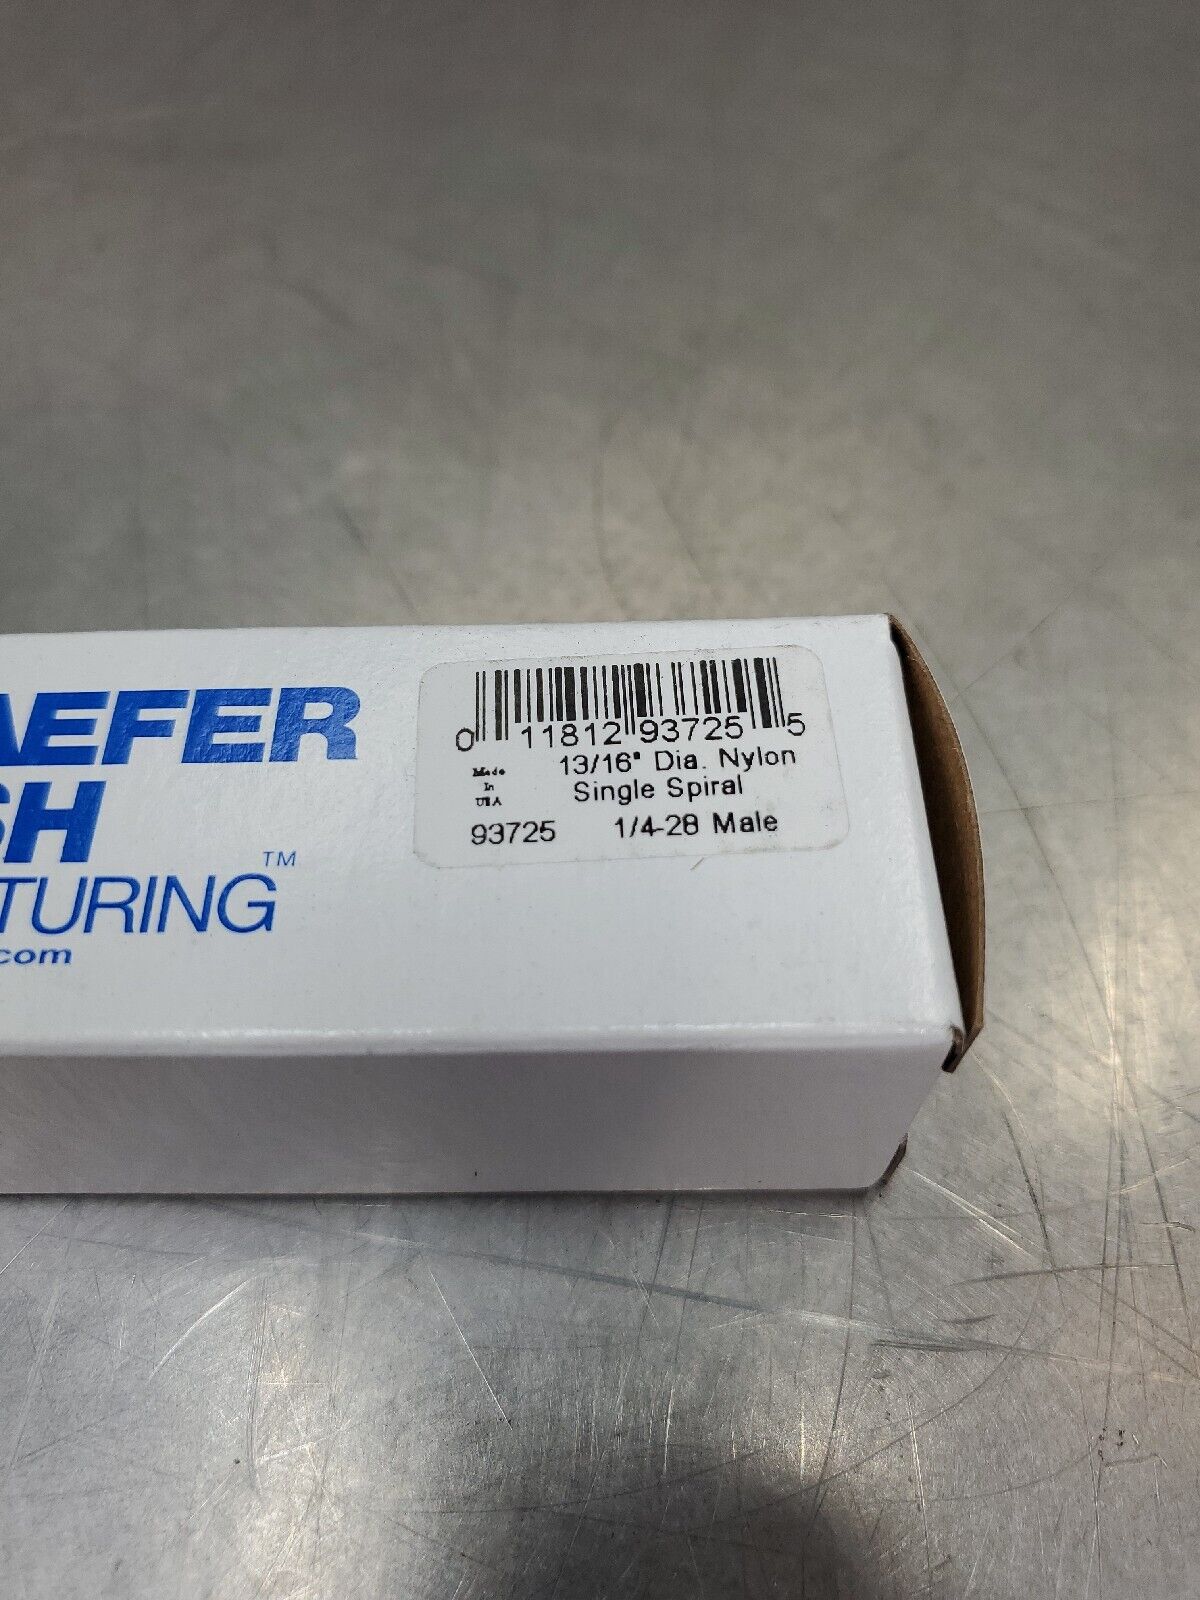 AEFER
SH
TURING™
.com
0 11812 93725 5
13/16" Dia. Nylon
Made
In
USA
Single Spiral
93725 1/4-28 Male